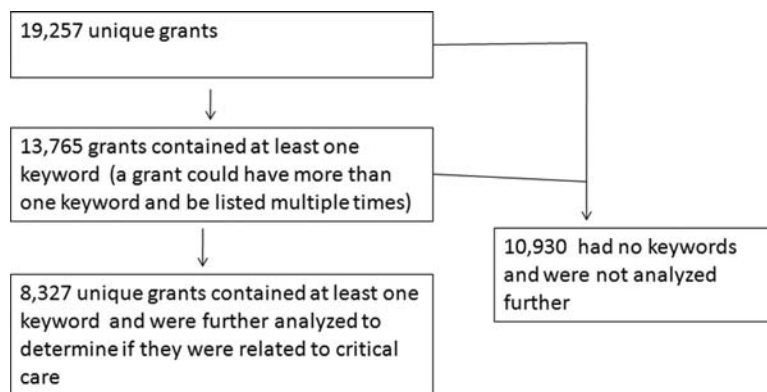 19,257 unique grants
13,765 grants contained at least one
keyword (a grant could have more than
one keyword and be listed multiple times)
10,930 had no keywords
and were not analyzed
further
8,327 unique grants contained at least one
keyword and were further analyzed to
determine if they were related to critical
care